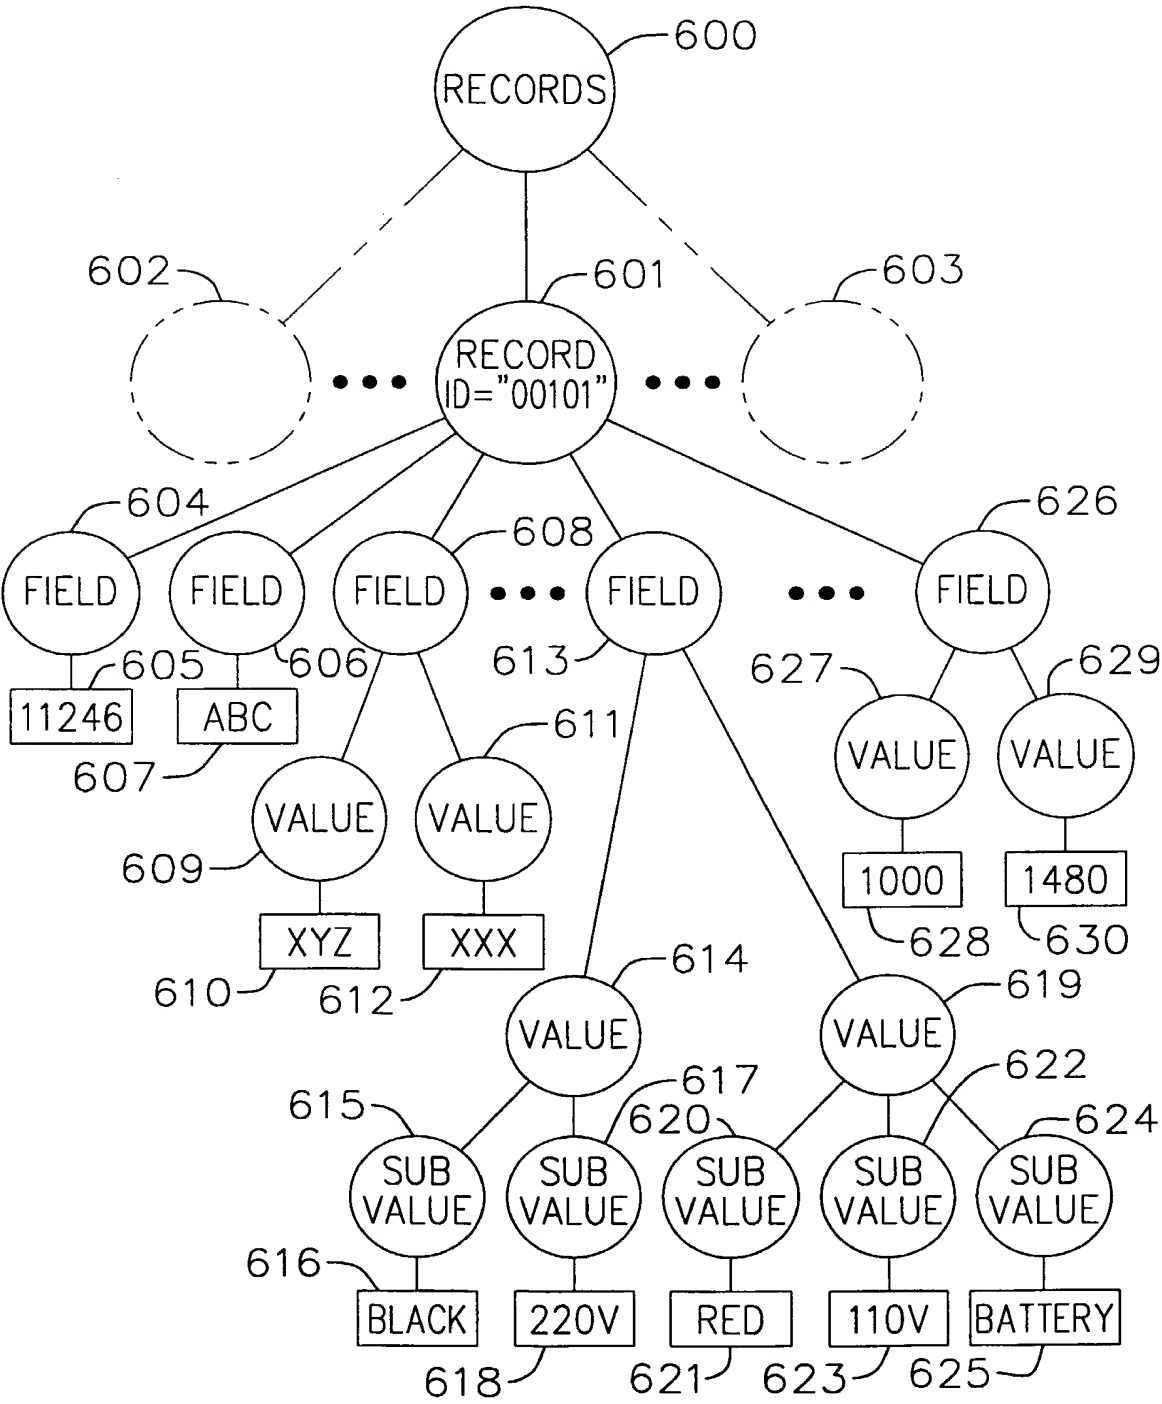 600
RECORDS
602
601
603
RECORD
ID="00101"
604
608
626
FIELD
FIELD
FIELD
FIELD
FIELD
605
606
613
627
629
11246
ABC
611
607
VALUE
VALUE
VALUE
VALUE
609
1000
1480
XYZ
XXX
628
630
610
612
614
619
VALUE
VALUE
622
615
617
620
624
SUB
VALUE
SUB
VALUE
SUB
VALUE
SUB
VALUE
SUB
VALUE
616
BLACK
220V
RED
110V
BATTERY
618
621
623
625